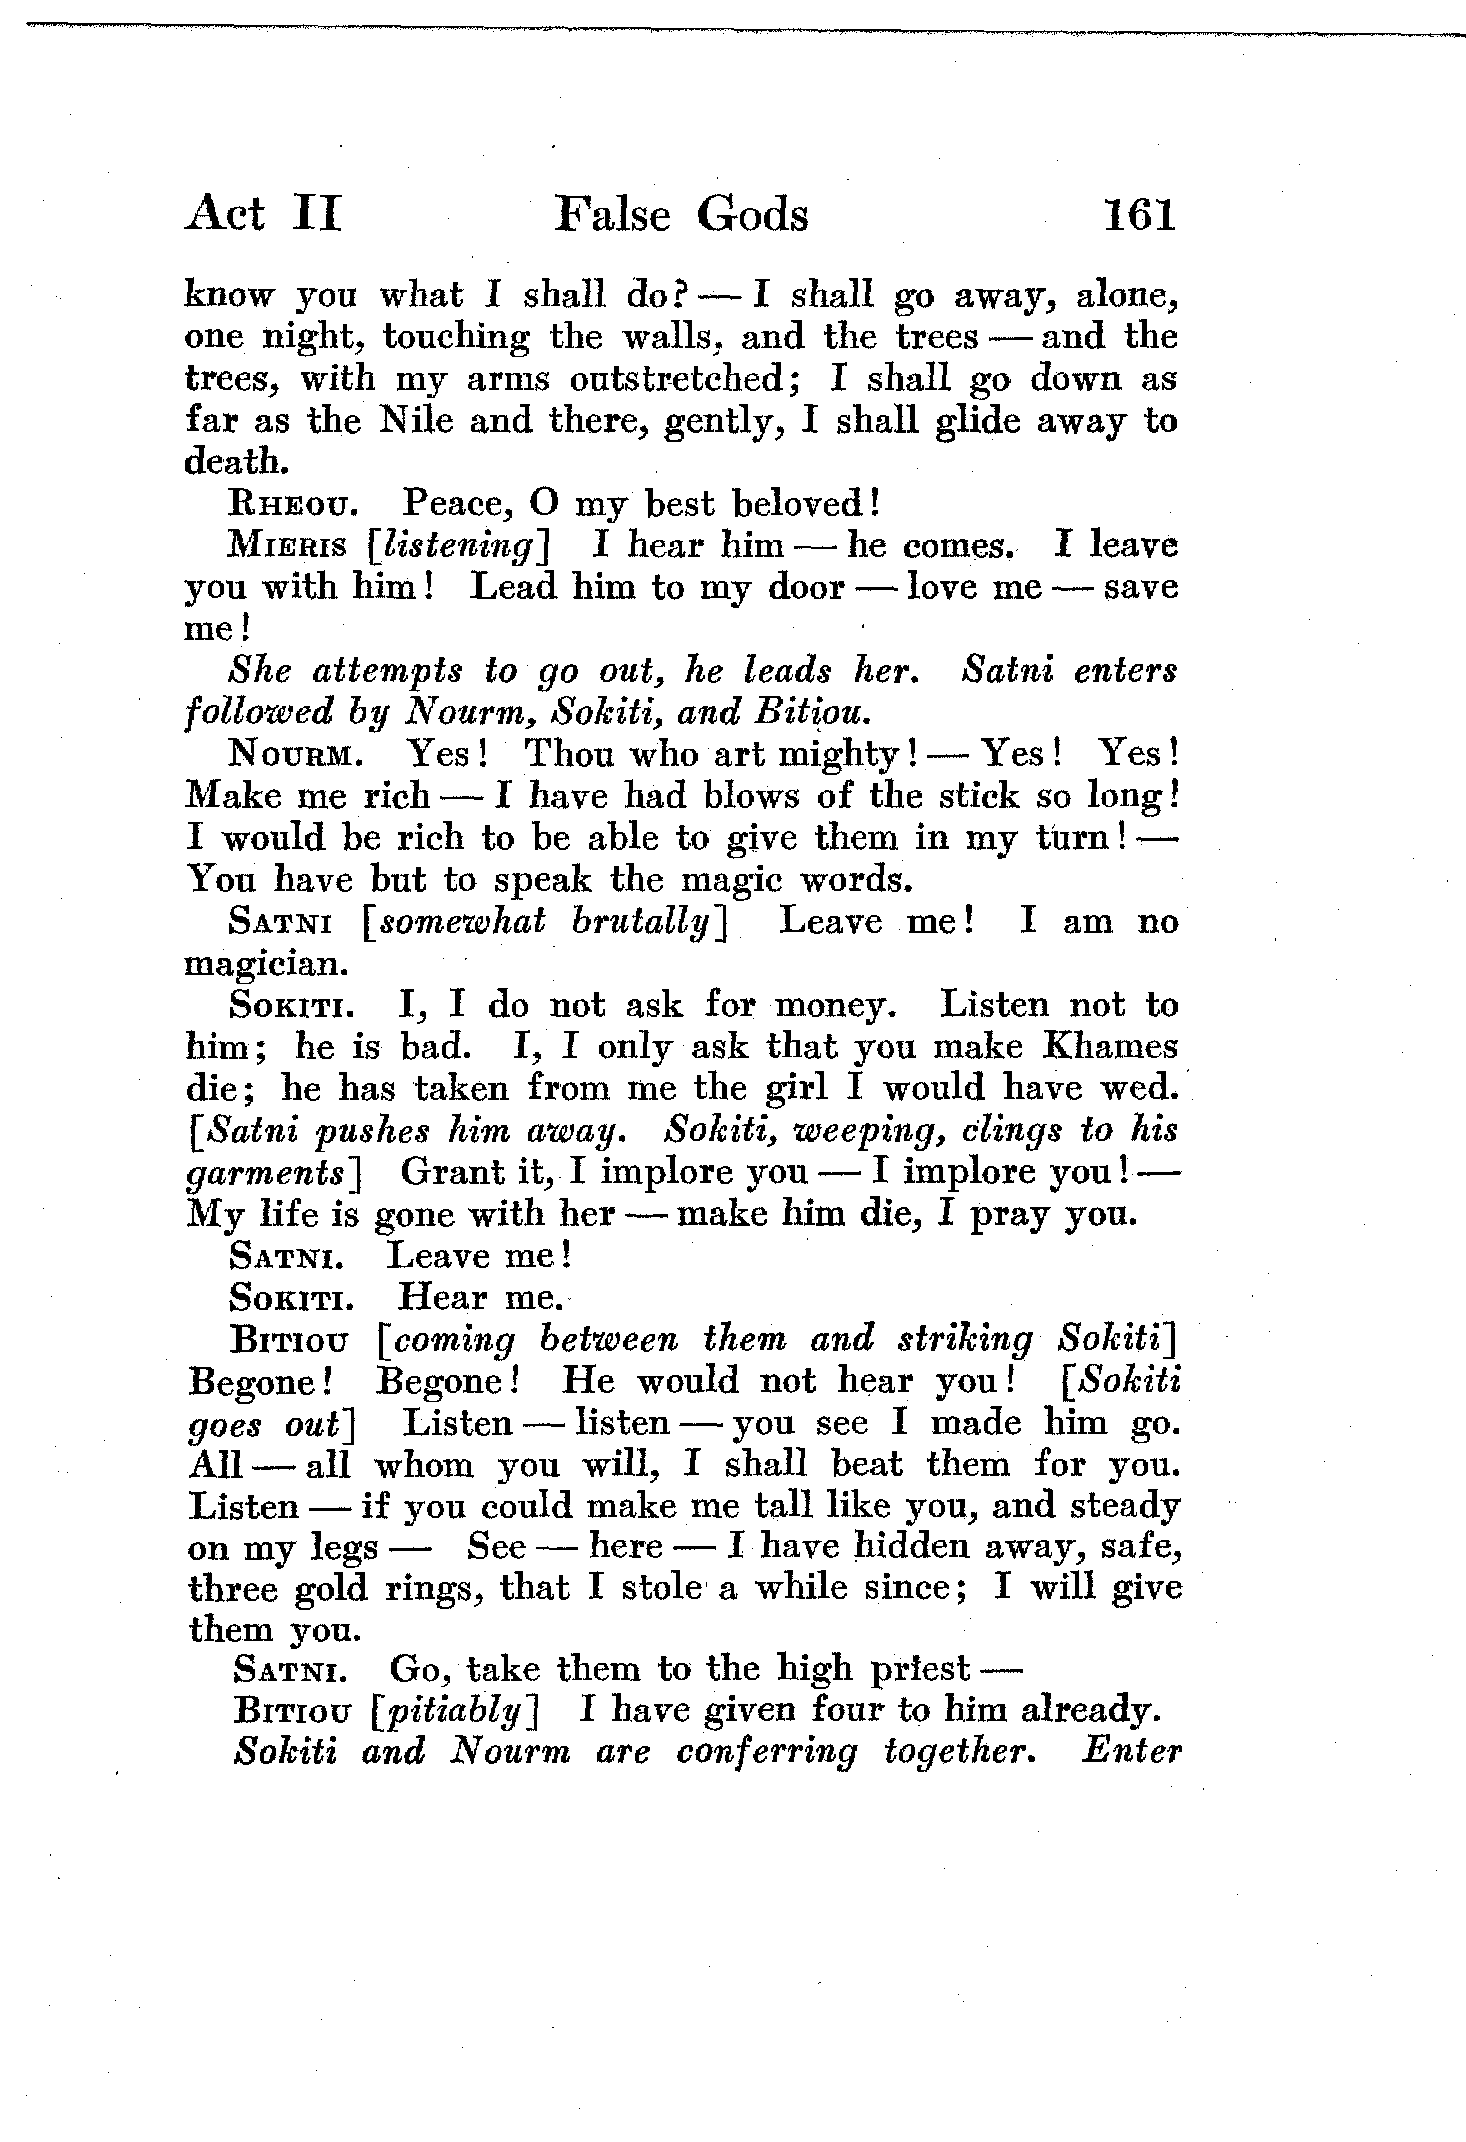 Act II False Gods 161
know you what I shall do? — I shall go away, alone,
one night, touching the walls, and the trees — and the
trees, with my arms outstretched; I shall go down as
far as the Nile and there, gently, I shall glide away to
death.
RHEOU. Peace, O my best beloved!
MIERIS [listening] I hear him — he comes. I leave
you with him! Lead him to my door — love me — save
me!
She attempts to go out, he leads her. Satni enters
followed by Nourm, Sokiti, and Bitiou.
NOURM. Yes! Thou who art mighty! — Yes! Yes!
Make me rich — I have had blows of the stick so long!
I would be rich to be able to give them in my turn! —
You have but to speak the magic words.
SATNI [somewhat brutally] Leave me! I am no
magician.
SOKITI. I, I do not ask for money. Listen not to
him; he is bad. I, I only ask that you make Khames
die; he has taken from me the girl I would have wed.
[Satni pushes him away. Sokiti, weeping, clings to his
garments] Grant it, I implore you — I implore you! —
My life is gone with her — make him die, I pray you.
SATNI. Leave me!
SOKITI. Hear me.
BITIOU [coming between them and striking Sokiti]
Begone! Begone! He would not hear you! [Sokiti
goes out] Listen — listen — you see I made him go.
All — all whom you will, I shall beat them for you.
Listen — if you could make me tall like you, and steady
on my legs — See — here — I have hidden away, safe,
three gold rings, that I stole a while since; I will give
them you.
SATNI. Go, take them to the high priest —
BITIOU [pitiably] I have given four to him already.
Sokiti and Nourm are conferring together. Enter